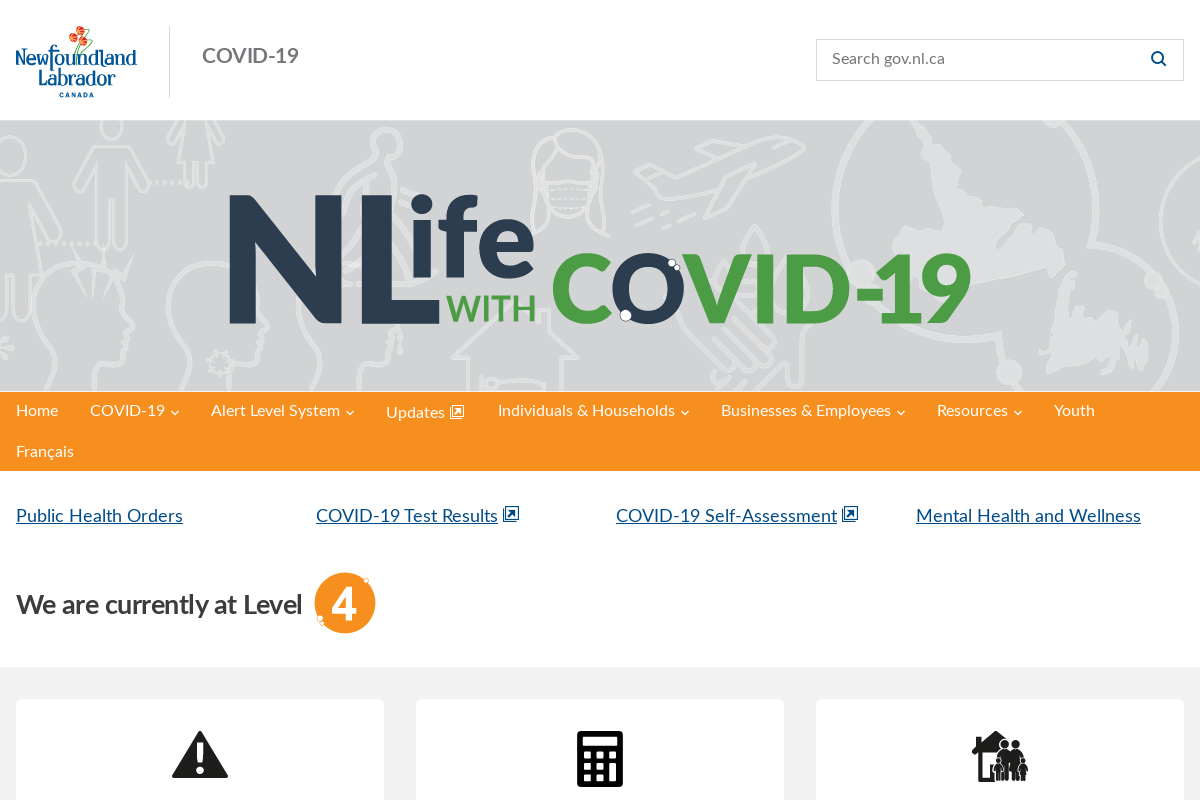 Newfoundland
Labrador
CANADA
COVID-19
Search gov.nl.ca
NLife
WITH COVID-19
Home COVID-19 Alert Level System Updates Individuals & Households Businesses & Employees Resources Youth
Français
Public Health Orders COVID-19 Test Results COVID-19 Self-Assessment Mental Health and Wellness
We are currently at Level 4